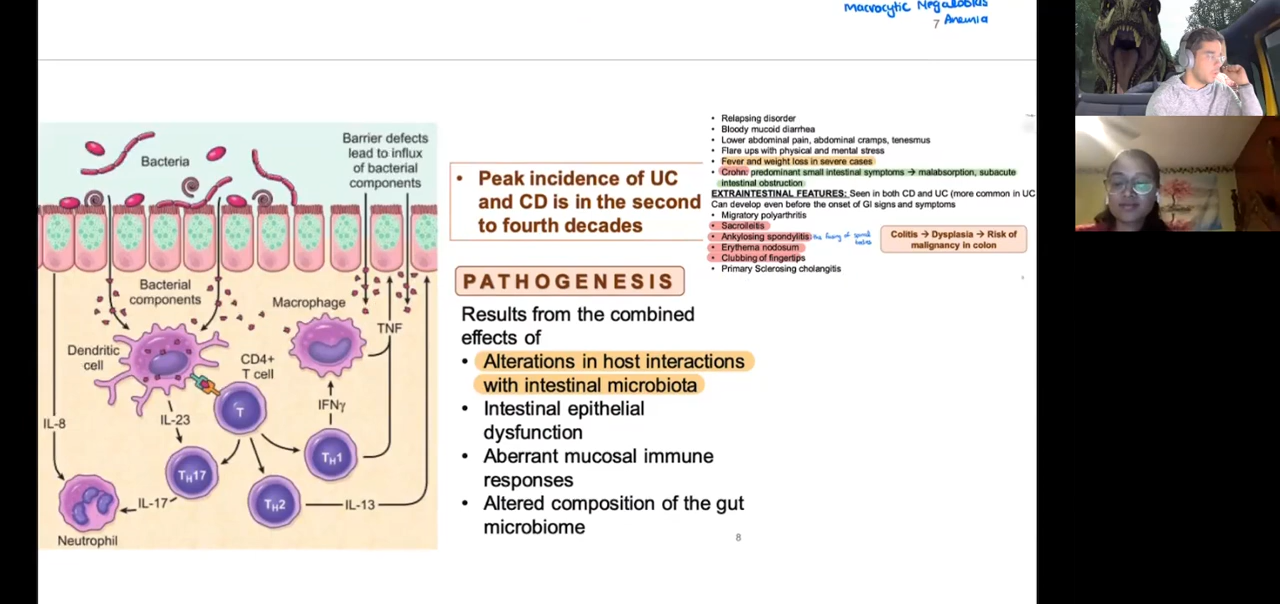 Macrocytic Megaloblas
Anemia
7
Bacteria
Barrier defects
lead to influx
of bacterial
components
Bacterial
components
Macrophage
TNF
Dendritic
cell
CD4+
T cell
T
IFNγ
IL-8
IL-23
TH17
TH1
IL-17
TH2
IL-13
Neutrophil
• Peak incidence of UC
and CD is in the second
to fourth decades
PATHOGENESIS
Results from the combined
effects of
• Alterations in host interactions
with intestinal microbiota
• Intestinal epithelial
dysfunction
• Aberrant mucosal immune
responses
• Altered composition of the gut
microbiome
8
• Relapsing disorder
• Bloody mucoid diarrhea
• Lower abdominal pain, abdominal cramps, tenesmus
• Flare ups with physical and mental stress
• Fever and weight loss in severe cases
• Crohn: predominant small intestinal symptoms → malabsorption, subacute
intestinal obstruction
EXTRAINTESTINAL FEATURES: Seen in both CD and UC (more common in UC
Can develop even before the onset of GI signs and symptoms
• Migratory polyarthritis
• Sacroileitis
• Ankylosing spondylitis
• Erythema nodosum
• Clubbing of fingertips
• Primary Sclerosing cholangitis
Colitis → Dysplasia → Risk of
malignancy in colon